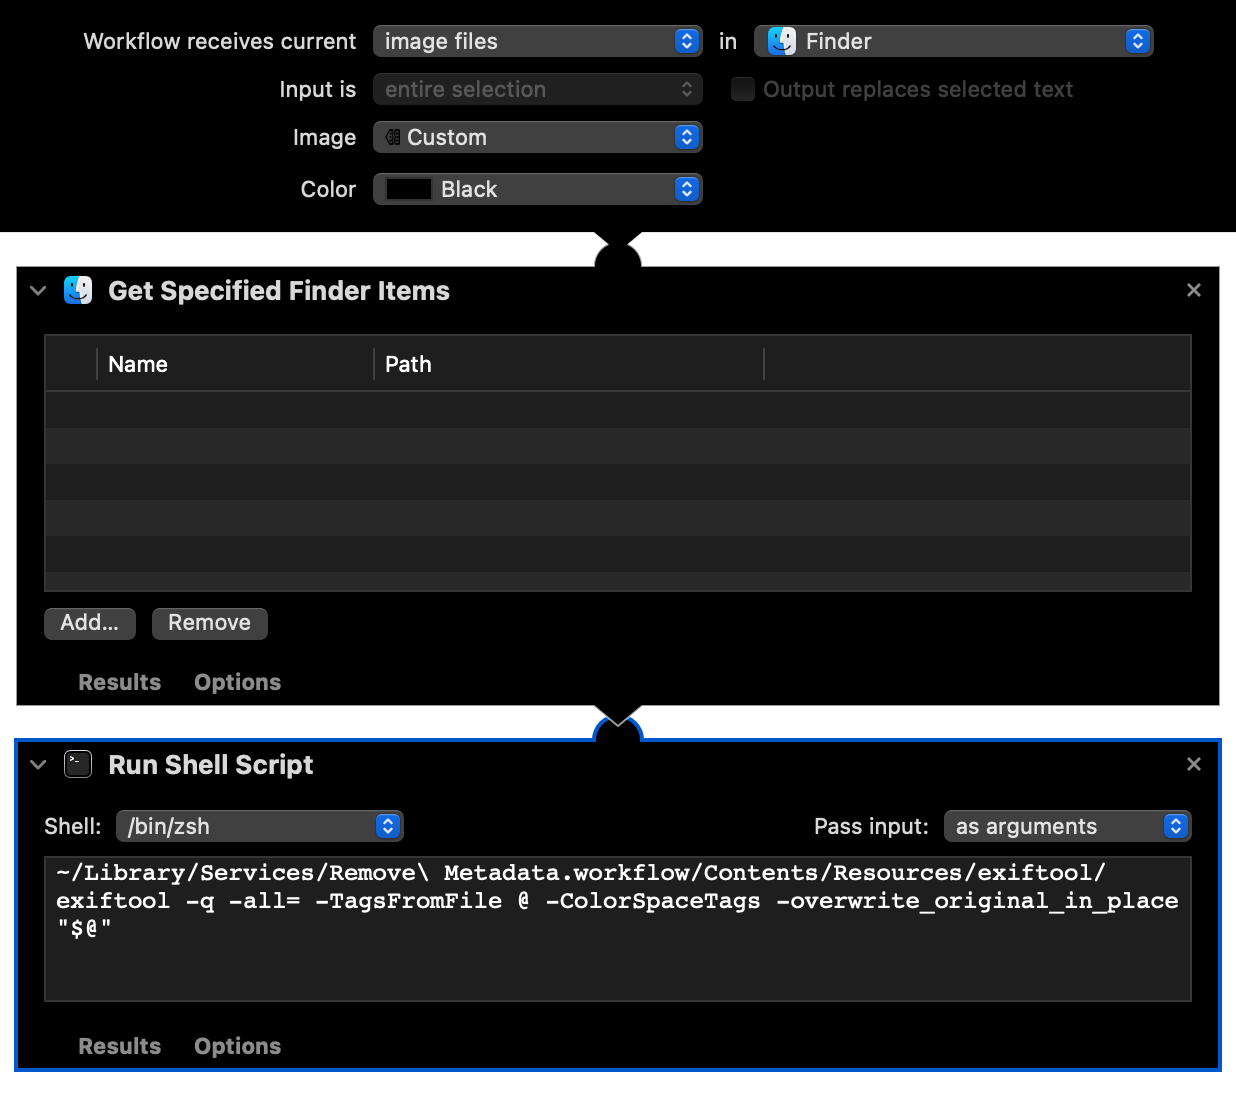 Workflow receives current image files in Finder
Input is entire selection Output replaces selected text
Image Custom
Color Black
Get Specified Finder Items
Name Path
Add... Remove
Results Options
Run Shell Script
Shell: /bin/zsh Pass input: as arguments
~/Library/Services/Remove\ Metadata.workflow/Contents/Resources/exiftool/
exiftool -q -all= -TagsFromFile @ -ColorSpaceTags -overwrite_original_in_place
"$@"
Results Options